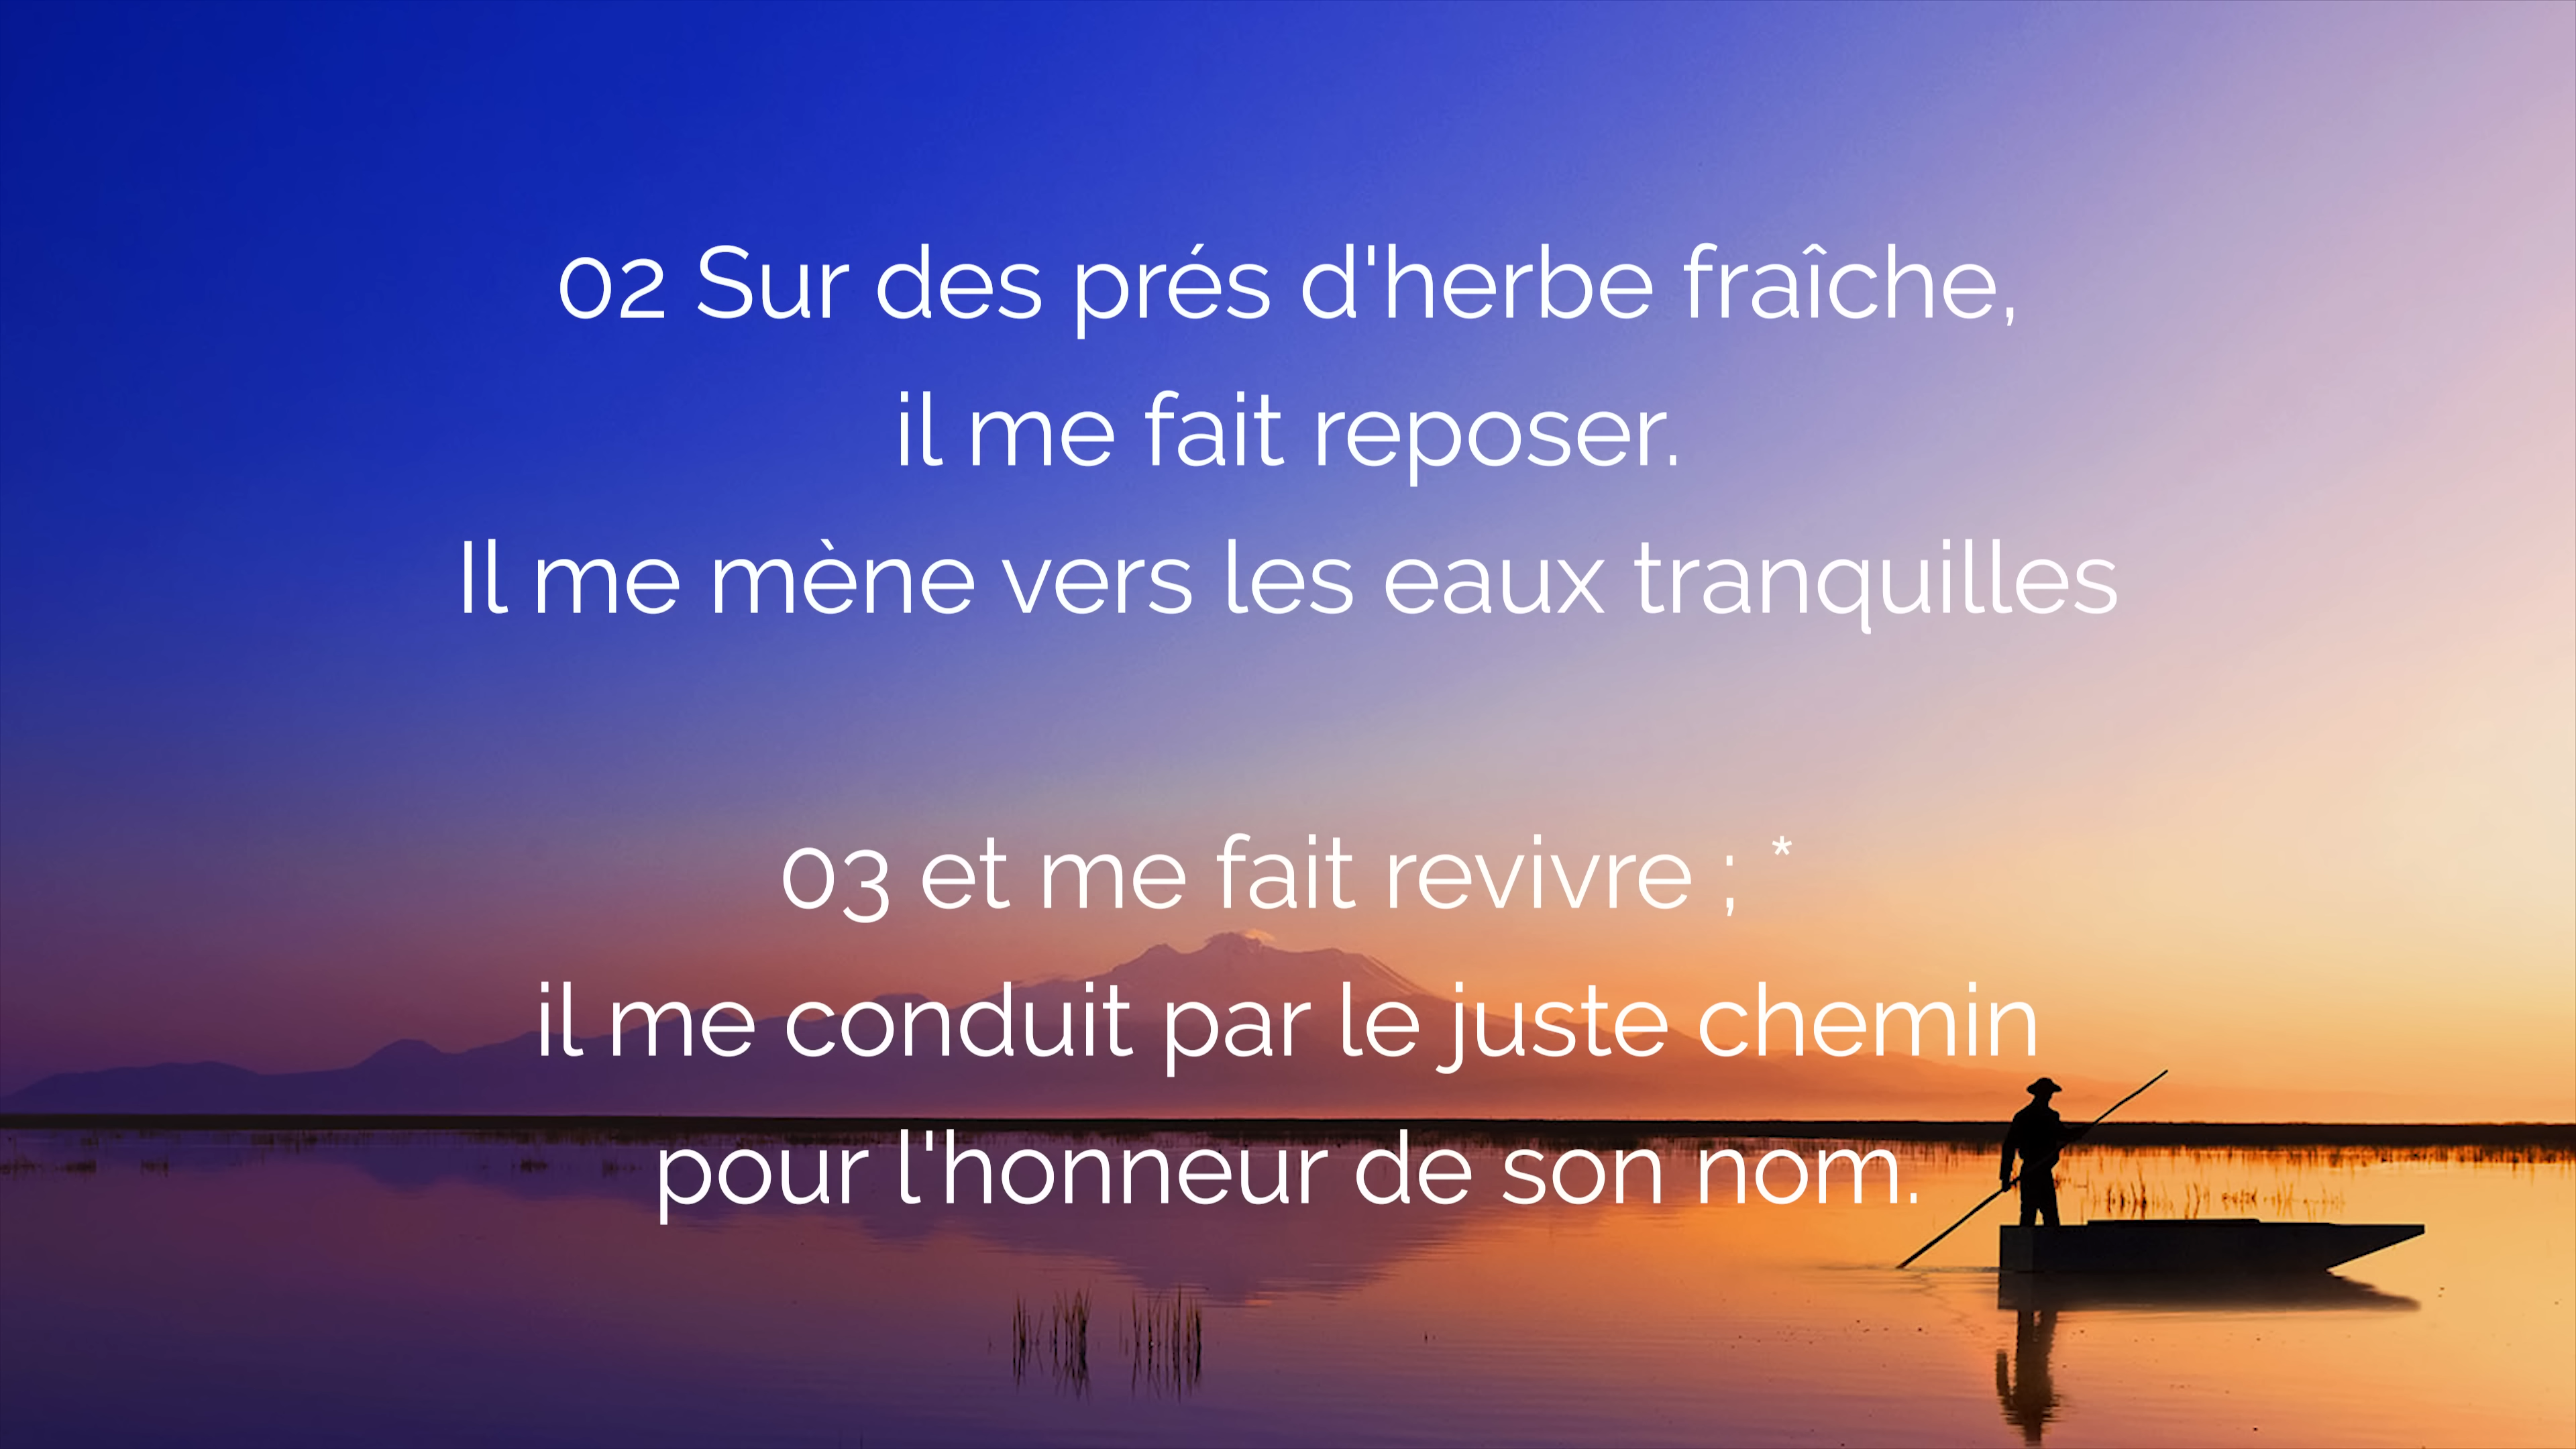 02 Sur des prés d'herbe fraîche,
il me fait reposer.
Il me mène vers les eaux tranquilles
03 et me fait revivre ; *
il me conduit par le juste chemin
pour l'honneur de son nom.